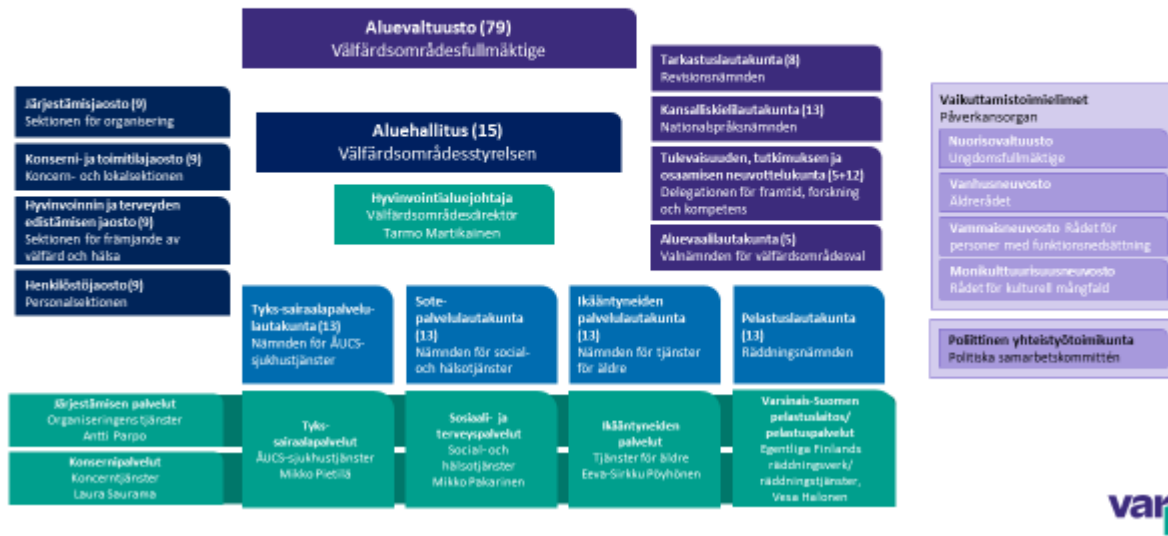 Aluevaltuusto (79)
Välfärdsområdesfullmäktige
Tarkastuslautakunta (8)
Revisionsnämnden
Kansalliskielilautakunta (13)
Nationalspråksnämnden
Tulevaisuuden, tutkimuksen ja
osaamisen neuvottelukunta (5+12)
Delegationen för framtid, forskning
och kompetens
Aluevaalilautakunta (5)
Valnämnden för välfärdsområdesval
Järjestämisjaosto (9)
Sektionen för organisering
Konserni- ja toimitilajaosto (9)
Koncern- och lokalsektionen
Hyvinvoinnin ja terveyden
edistämisen jaosto (9)
Sektionen för främjande av
välfärd och hälsa
Henkilöstöjaosto (9)
Personalsektionen
Aluehallitus (15)
Välfärdsområdesstyrelsen
Hyvinvointialuejohtaja
Välfärdsområdesdirektör
Tarmo Martikainen
Vaikuttamistoimielimet
Påverkansorgan
Nuorisovaltuusto
Ungdomsfullmäktige
Vanhusneuvosto
Äldrerådet
Vammaisneuvosto Rådet för
personer med funktionsnedsättning
Monikulttuurisuusneuvosto
Rådet för kulturell mångfald
Poliittinen yhteistyötoimikunta
Politiska samarbetskommittén
Tyks-sairaalapalvelu-
lautakunta (13)
Nämnden för ÅUCS-
sjukhustjänster
Sote-
palvelulautakunta
(13)
Nämnden för social-
och hälsotjänster
Ikääntyneiden
palvelulautakunta
(13)
Nämnden för tjänster
för äldre
Pelastuslautakunta
(13)
Räddningsnämnden
Järjestämisen palvelut
Organiseringens tjänster
Antti Parpo
Konsernipalvelut
Koncerntjänster
Laura Saurama
Tyks-
sairaalapalvelut
ÅUCS-sjukhustjänster
Mikko Pietilä
Sosiaali- ja
terveyspalvelut
Social- och
hälsotjänster
Mikko Pakarinen
Ikääntyneiden
palvelut
Tjänster för äldre
Eeva-Sirkku Pöyhönen
Varsinais-Suomen
pelastuslaitos/
pelastuspalvelut
Egentliga Finlands
räddningsverk/
räddningstjänster,
Vesa Halonen